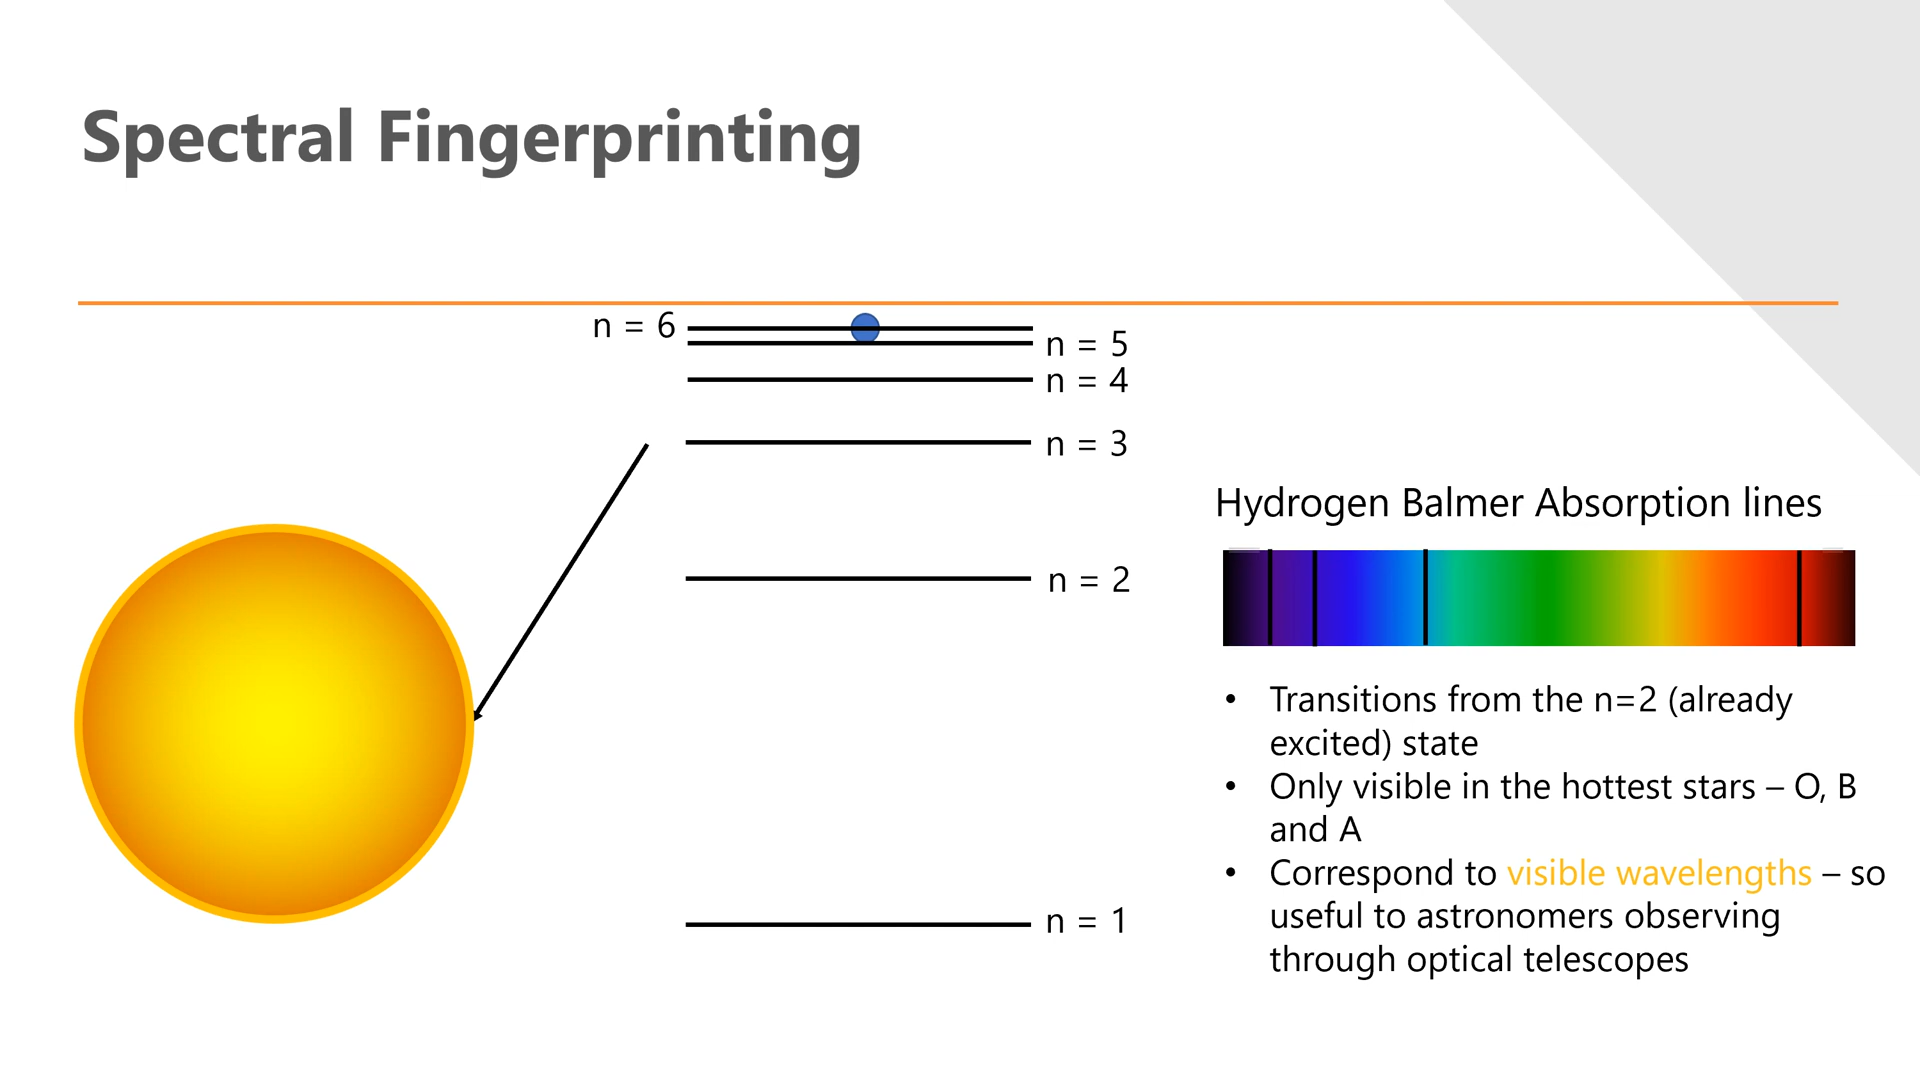 Spectral Fingerprinting
n = 6
n = 5
n = 4
n = 3
n = 2
n = 1
Hydrogen Balmer Absorption lines
• Transitions from the n=2 (already
excited) state
• Only visible in the hottest stars – O, B
and A
• Correspond to visible wavelengths – so
useful to astronomers observing
through optical telescopes